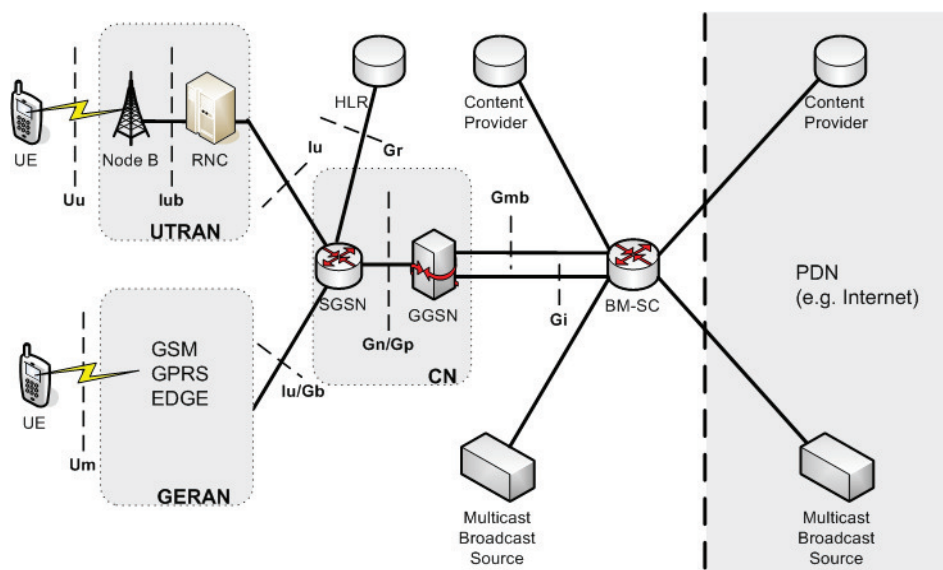 HLR
Content
Provider
Content
Provider
UE
Node B
RNC
Uu
Iub
UTRAN
Iu
Gr
Gmb
SGSN
GGSN
Gi
BM-SC
PDN
(e.g. Internet)
Gn/Gp
CN
GSM
GPRS
EDGE
UE
Um
Iu/Gb
GERAN
Multicast
Broadcast
Source
Multicast
Broadcast
Source